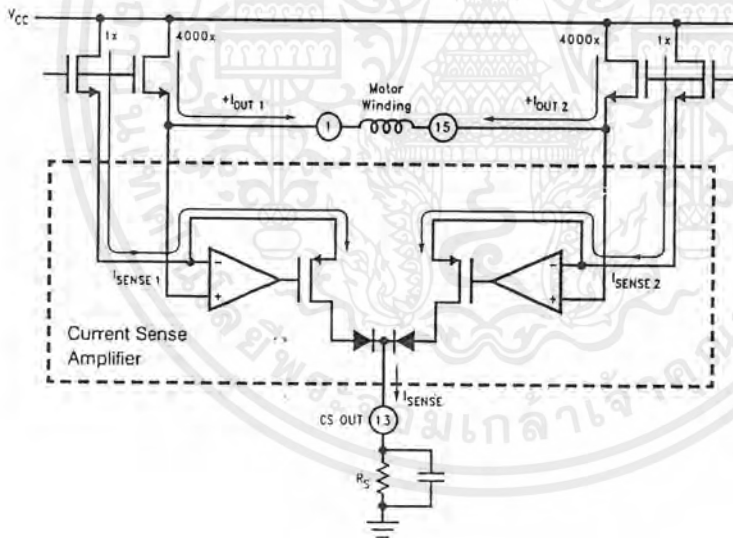 VCC
1x
4000x
4000x
1x
+IOUT 1
Motor
Winding
+IOUT 2
1
15
ISENSE 1
-
+
-
+
ISENSE 2
Current Sense
Amplifier
ISENSE
CS OUT
13
RS